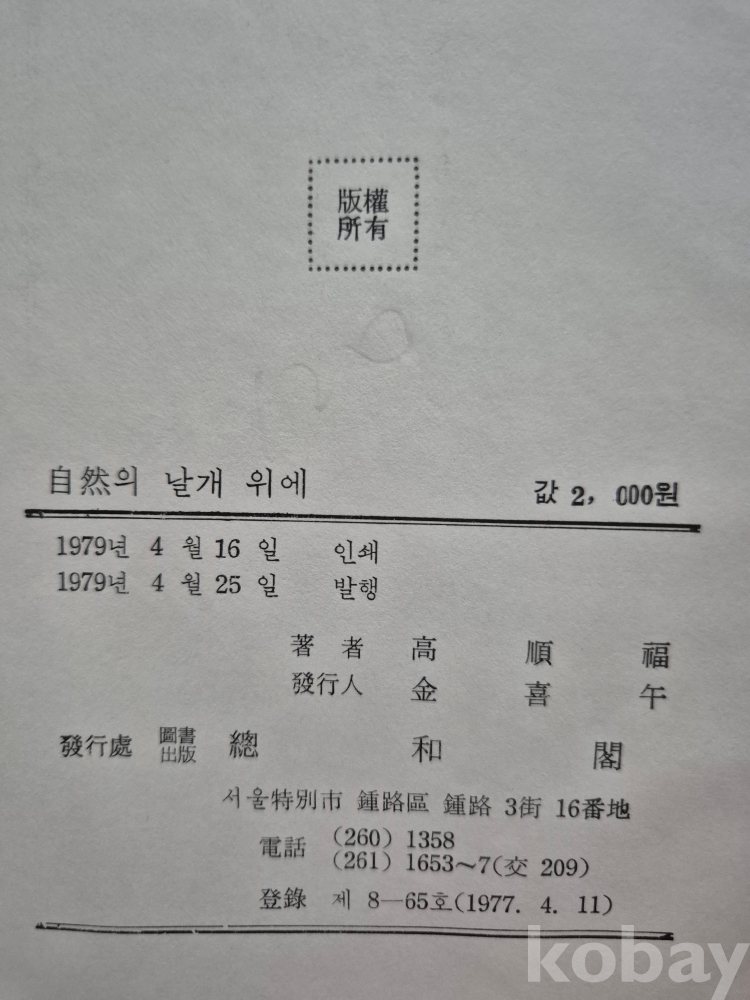 版權
所有
自然의 날개 위에 값 2, 000원
1979년 4 월 16 일 인쇄
1979년 4 월 25 일 발행
著 者 高 順 福
發行人 金 喜 午
發行處 圖書出版 總 和 閣
서울特別市 鍾路區 鍾路 3街 16番地
電話 (260) 1358
(261) 1653~7(交 209)
登錄 제 8—65호(1977. 4. 11)
kobay